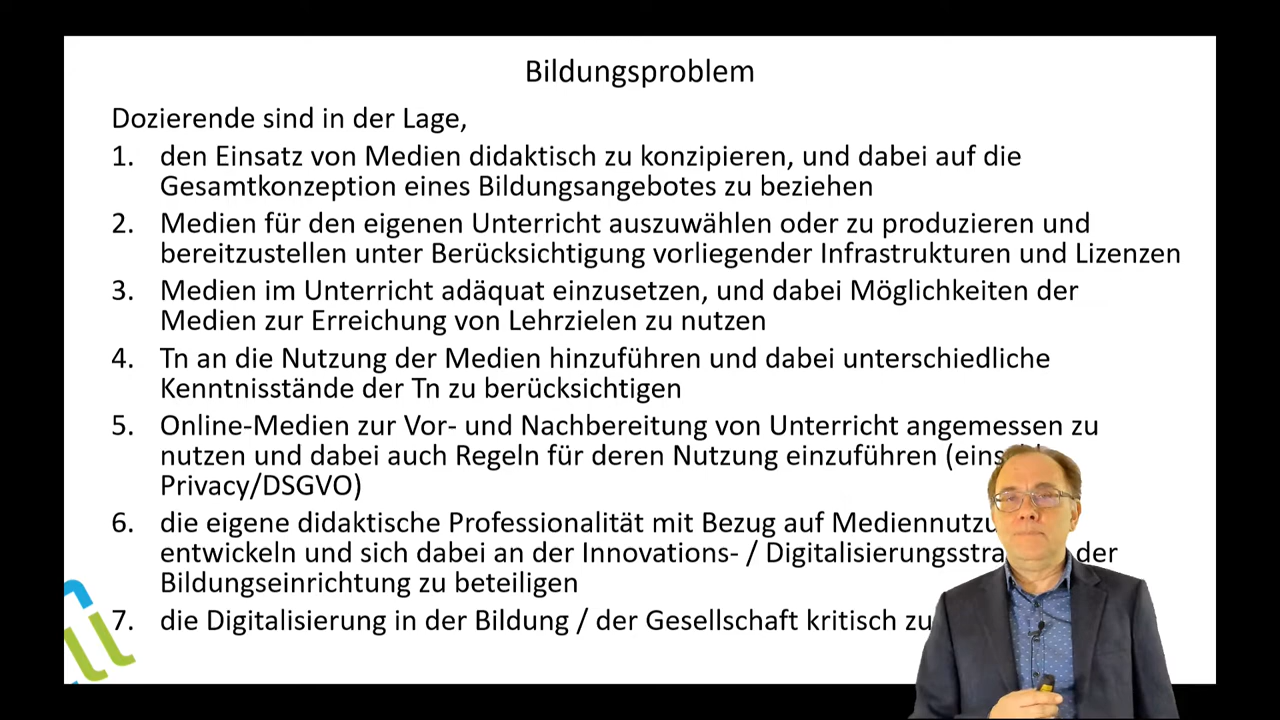 Bildungsproblem
Dozierende sind in der Lage,
1. den Einsatz von Medien didaktisch zu konzipieren, und dabei auf die
Gesamtkonzeption eines Bildungsangebotes zu beziehen
2. Medien für den eigenen Unterricht auszuwählen oder zu produzieren und
bereitzustellen unter Berücksichtigung vorliegender Infrastrukturen und Lizenzen
3. Medien im Unterricht adäquat einzusetzen, und dabei Möglichkeiten der
Medien zur Erreichung von Lehrzielen zu nutzen
4. Tn an die Nutzung der Medien hinzuführen und dabei unterschiedliche
Kenntnisstände der Tn zu berücksichtigen
5. Online-Medien zur Vor- und Nachbereitung von Unterricht angemessen zu
nutzen und dabei auch Regeln für deren Nutzung einzuführen
Privacy/DSGVO)
6. die eigene didaktische Professionalität mit Bezug auf
entwickeln und sich dabei an der Innovations- / der
Bildungseinrichtung zu beteiligen
7. die Digitalisierung in der Bildung / der Gesellschaft kritisch zu